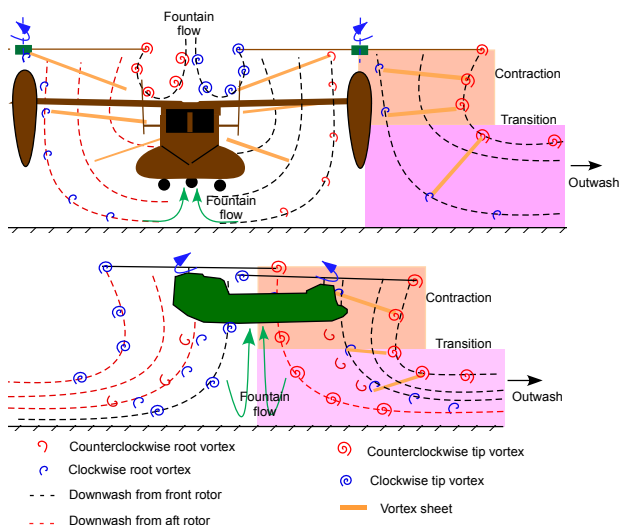 Fountain
flow
Contraction
Transition
Outwash
Fountain
flow
Contraction
Transition
Outwash
Fountain
flow
Counterclockwise root vortex
Clockwise root vortex
Downwash from front rotor
Downwash from aft rotor
Counterclockwise tip vortex
Clockwise tip vortex
Vortex sheet